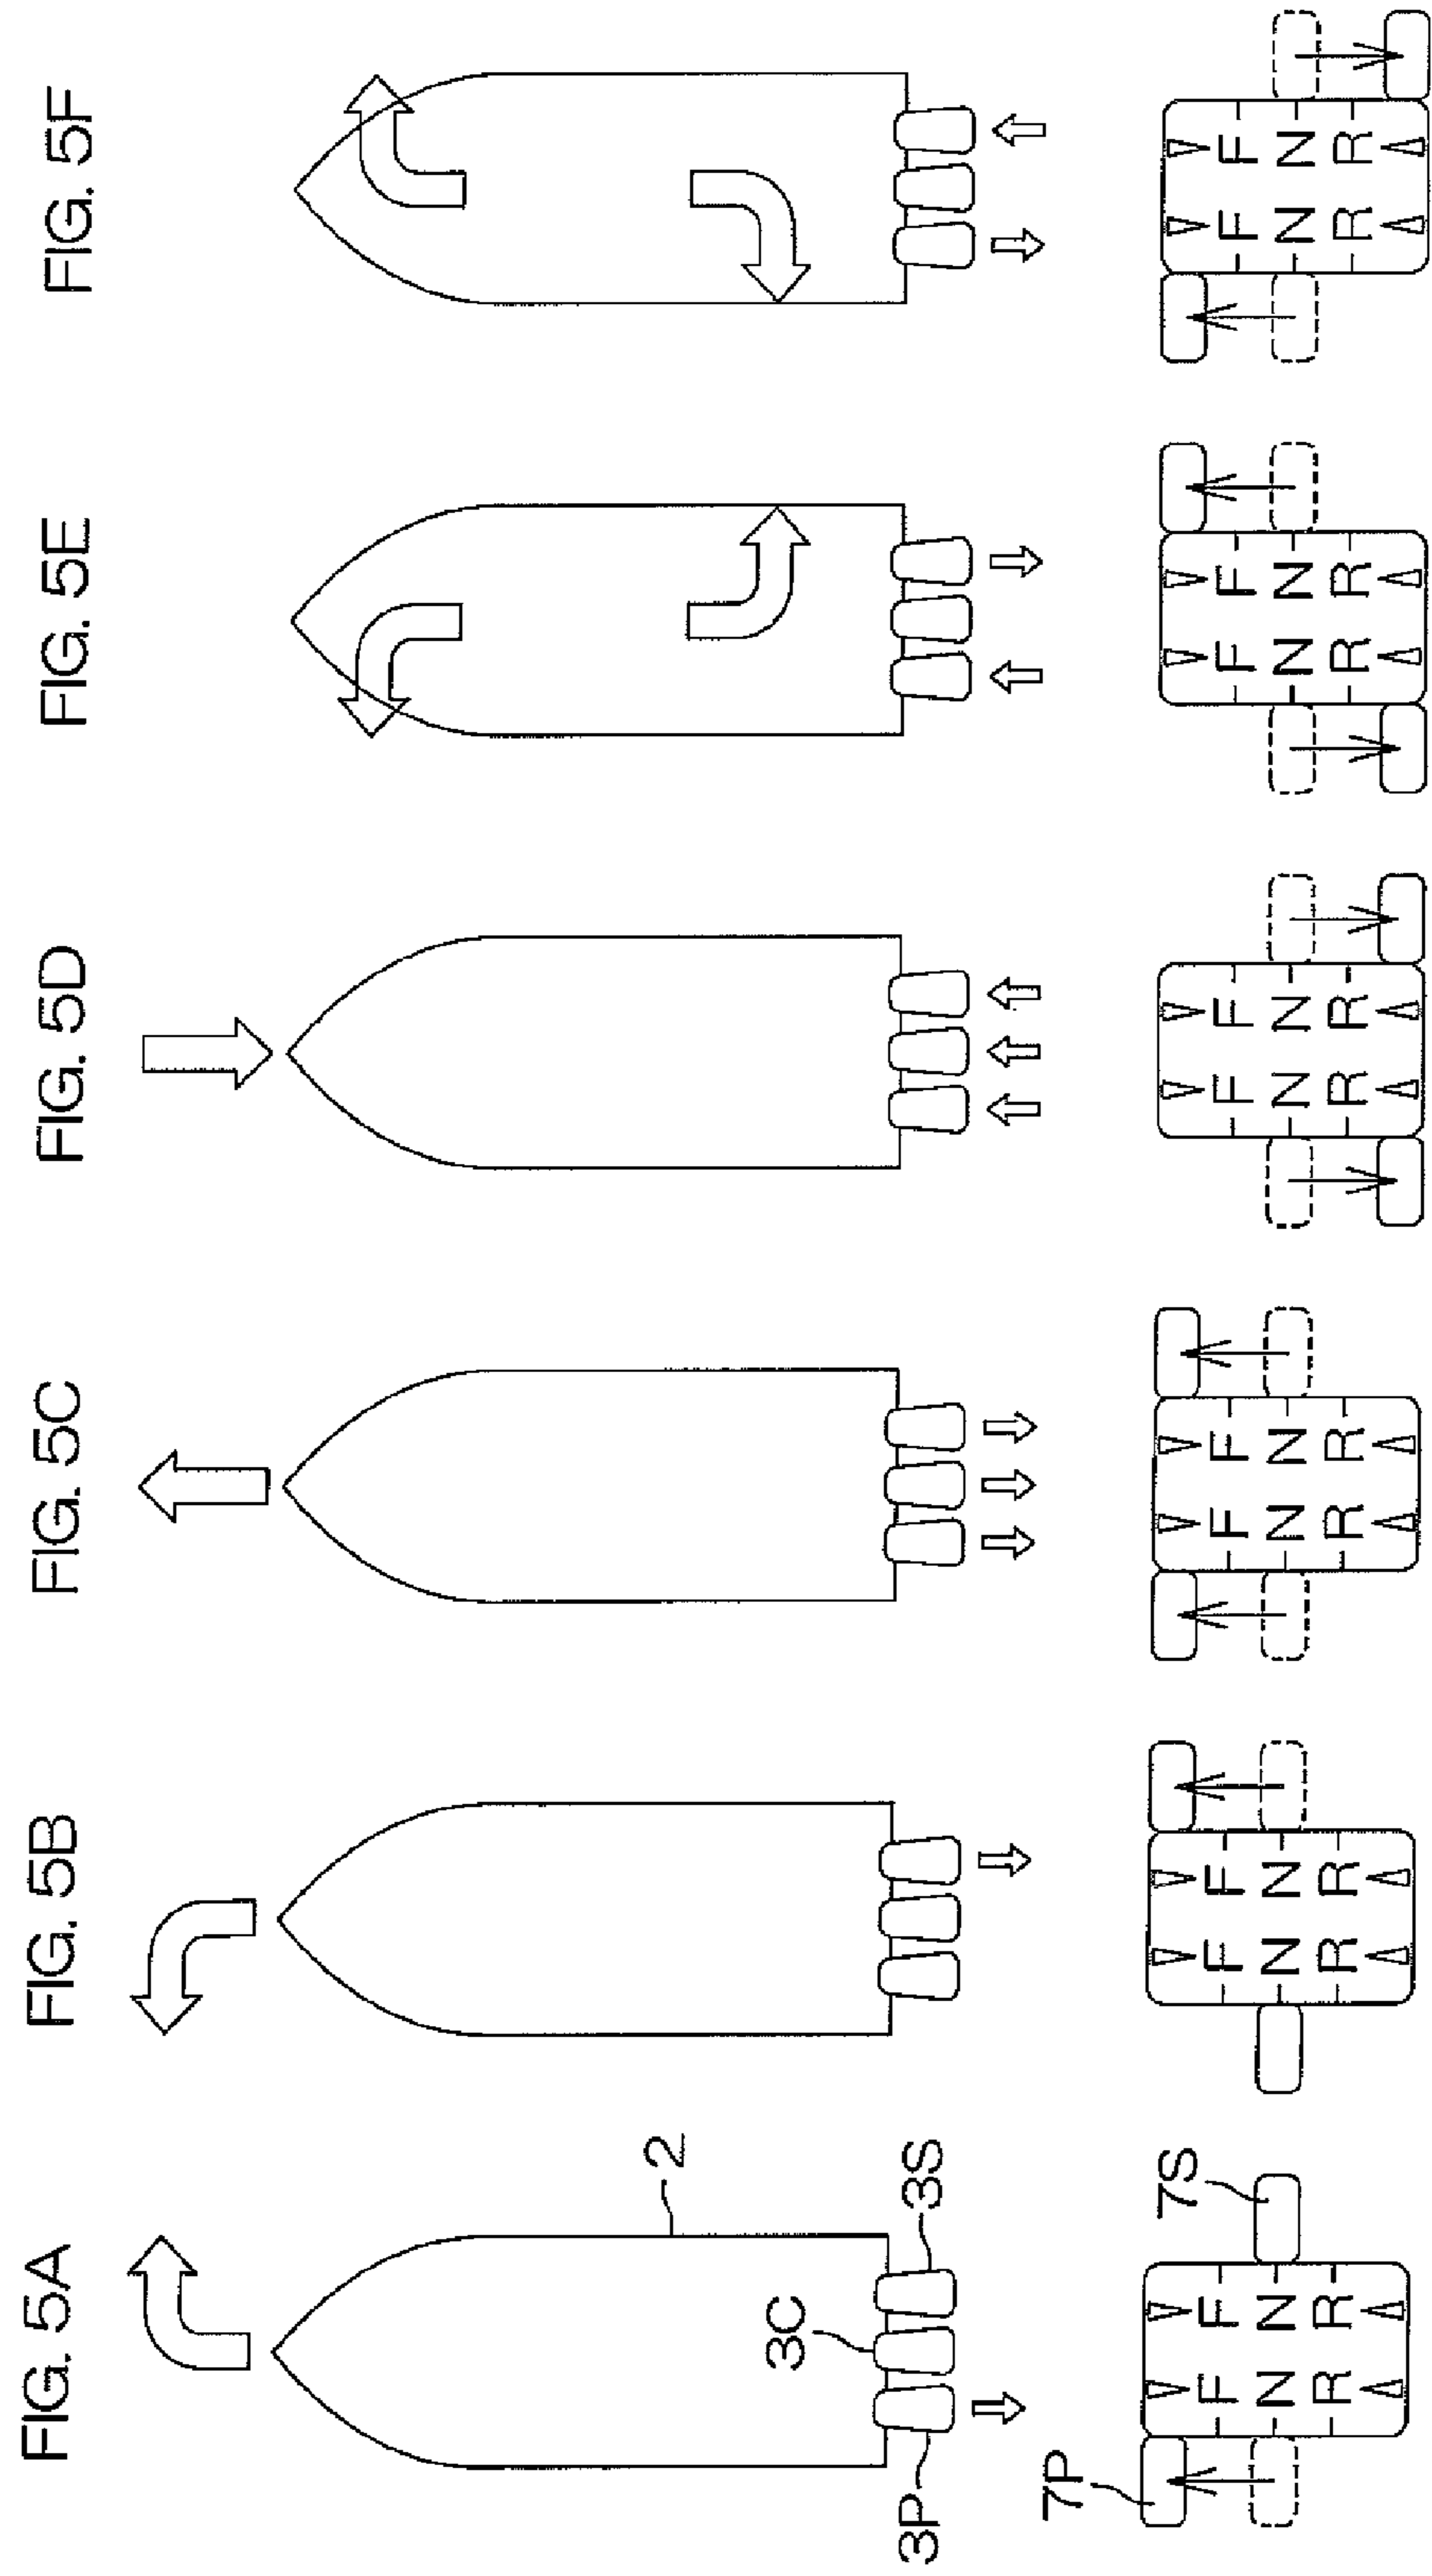 FIG. 5A
2
3C
3S
3P
7P
7S
F F
N N
R R
FIG. 5B
F F
N N
R R
FIG. 5C
F F
N N
R R
FIG. 5D
F F
N N
R R
FIG. 5E
F F
N N
R R
FIG. 5F
F F
N N
R R